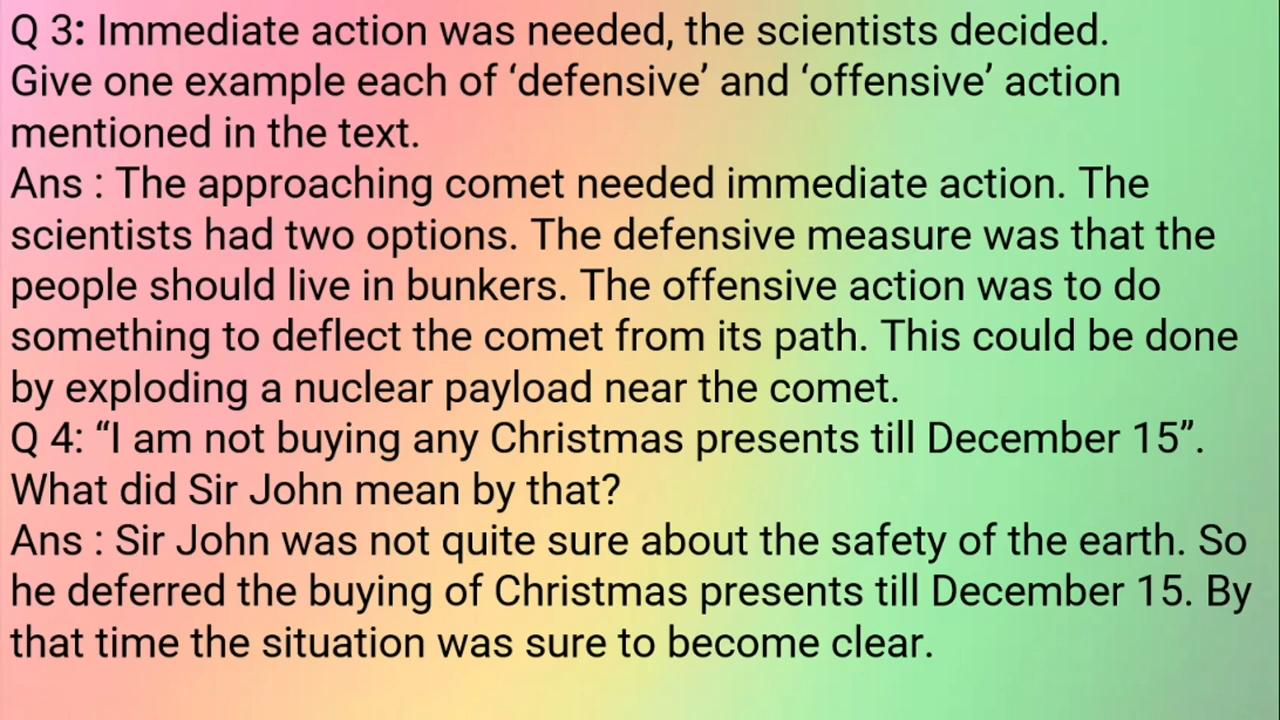 Q 3: Immediate action was needed, the scientists decided.
Give one example each of ‘defensive’ and ‘offensive’ action
mentioned in the text.
Ans : The approaching comet needed immediate action. The
scientists had two options. The defensive measure was that the
people should live in bunkers. The offensive action was to do
something to deflect the comet from its path. This could be done
by exploding a nuclear payload near the comet.
Q 4: “I am not buying any Christmas presents till December 15”.
What did Sir John mean by that?
Ans : Sir John was not quite sure about the safety of the earth. So
he deferred the buying of Christmas presents till December 15. By
that time the situation was sure to become clear.